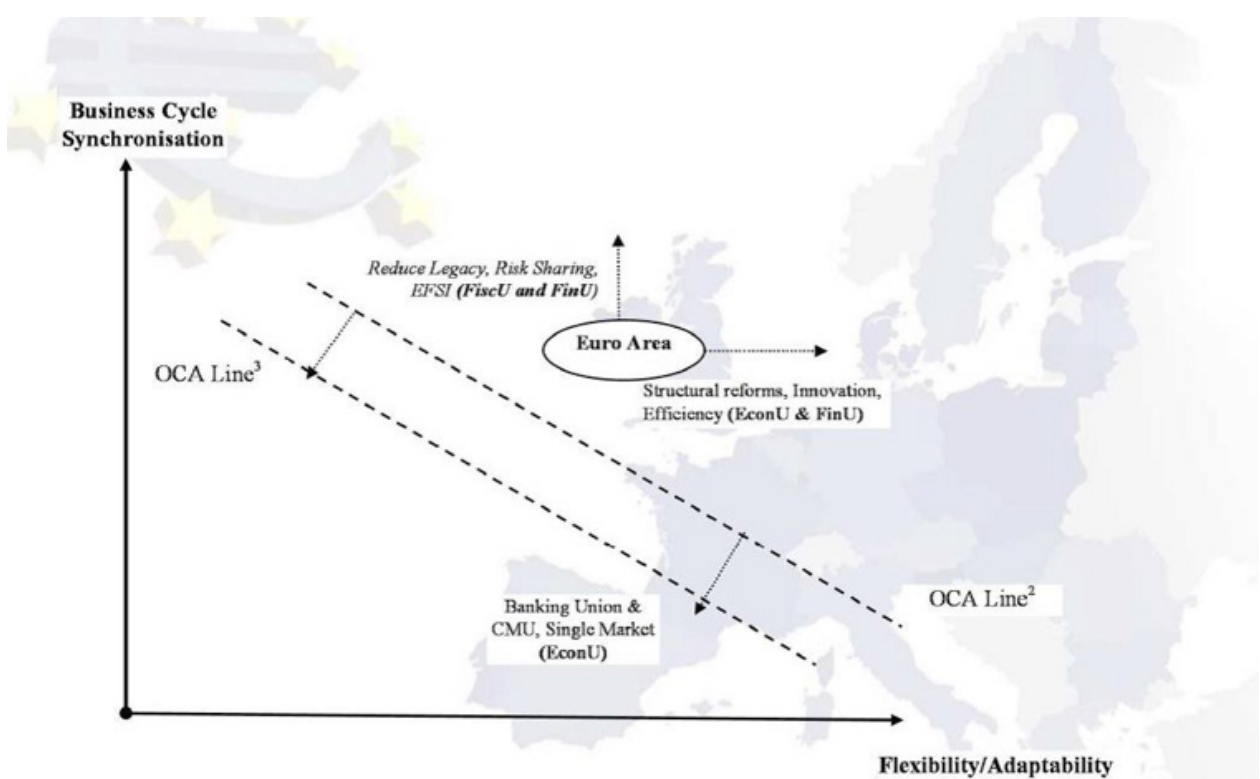 Business Cycle
Synchronisation
Reduce Legacy, Risk Sharing,
EFSI (FiscU and FinU)
Euro Area
OCA Line³
Structural reforms, Innovation,
Efficiency (EconU & FinU)
OCA Line²
Banking Union &
CMU, Single Market
(EconU)
Flexibility/Adaptability